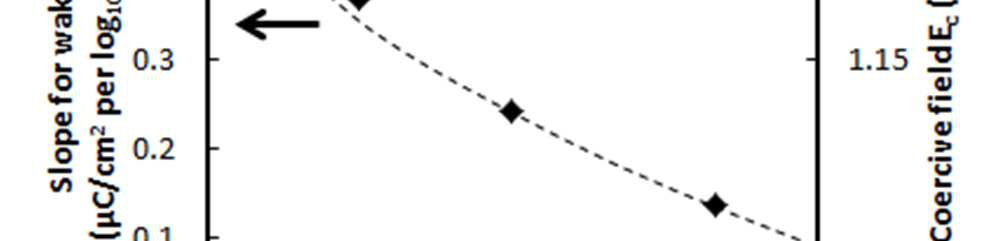 Slope for wak
(µC/cm² per log₁₀
0.3
0.2
0.1
1.15
Coercive field E꜀ (